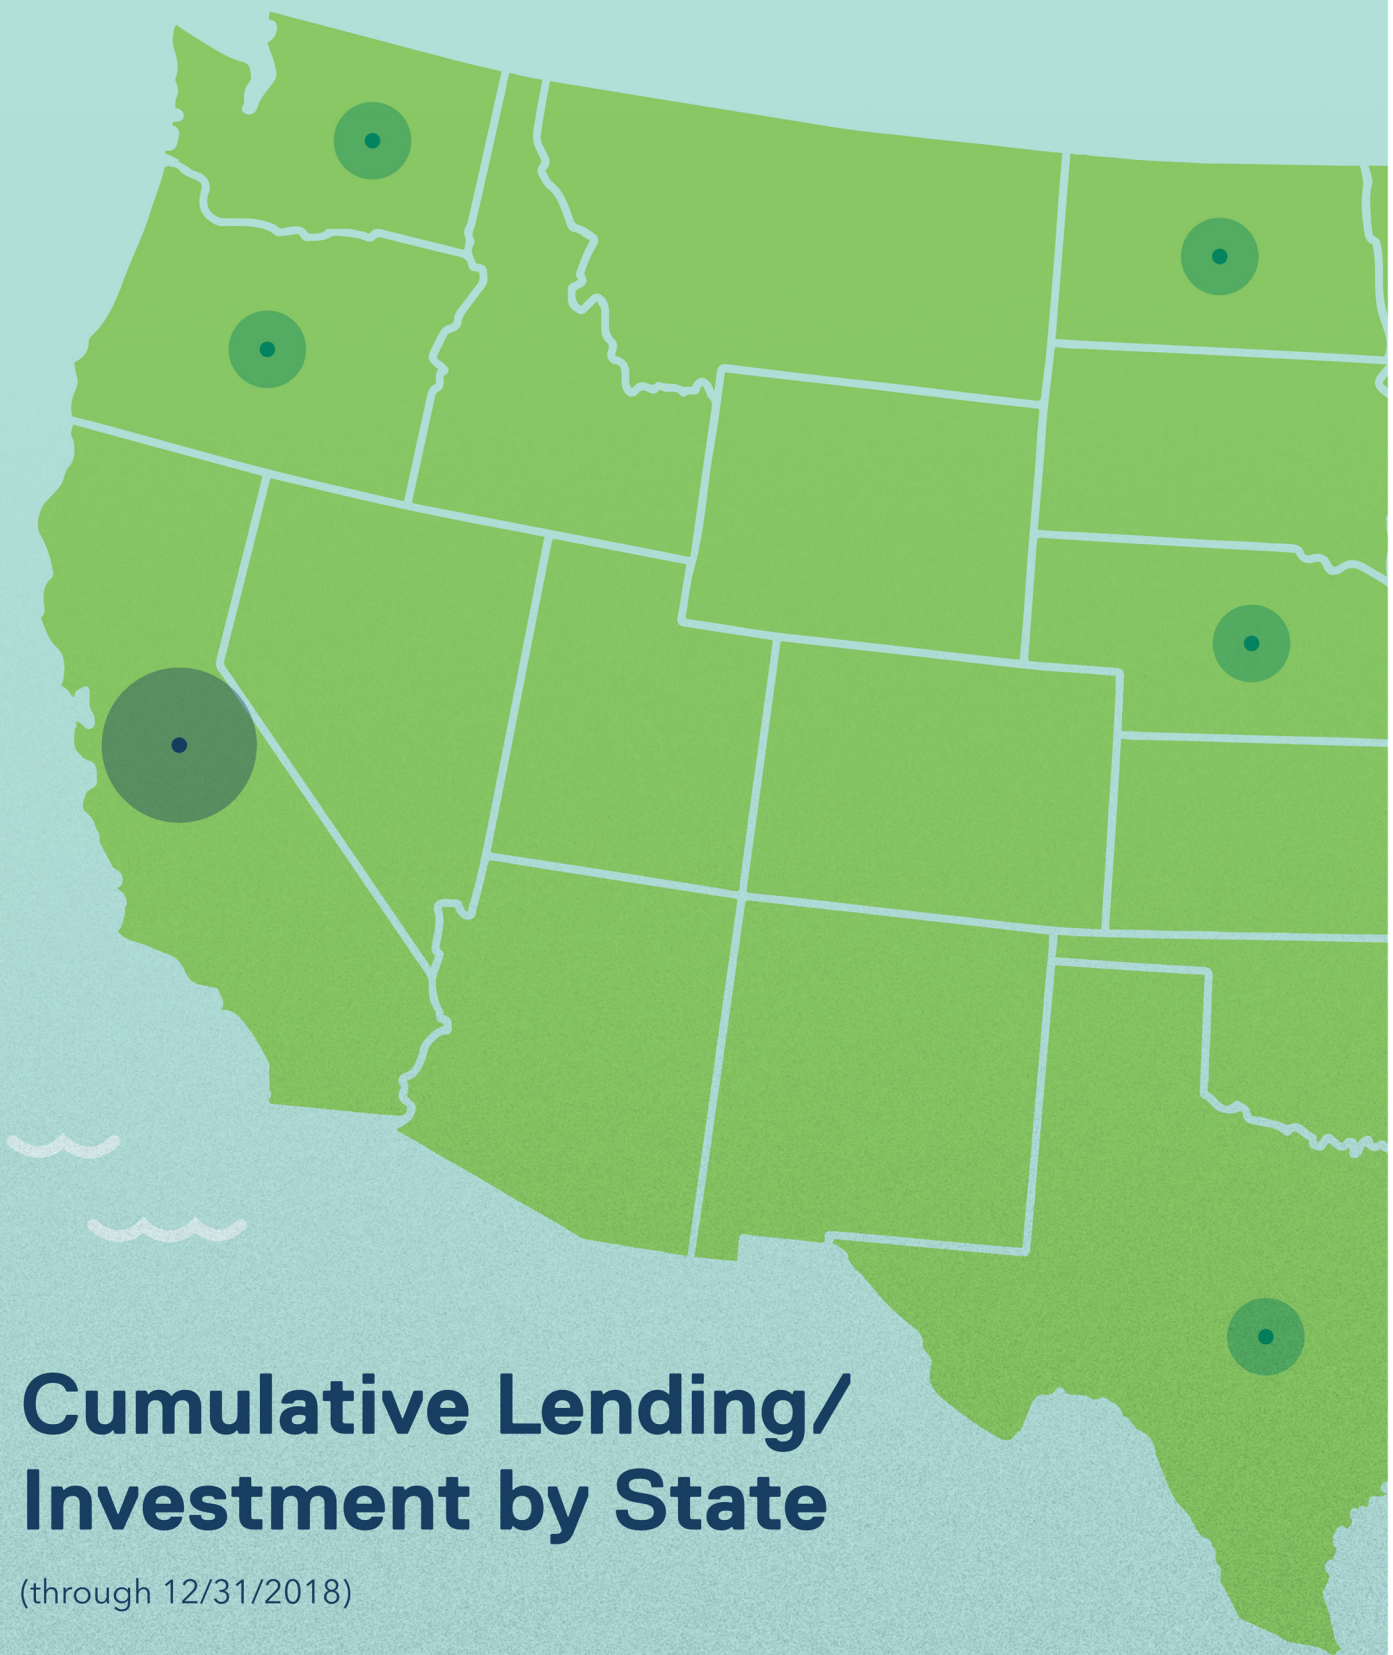 Cumulative Lending/
Investment by State
(through 12/31/2018)